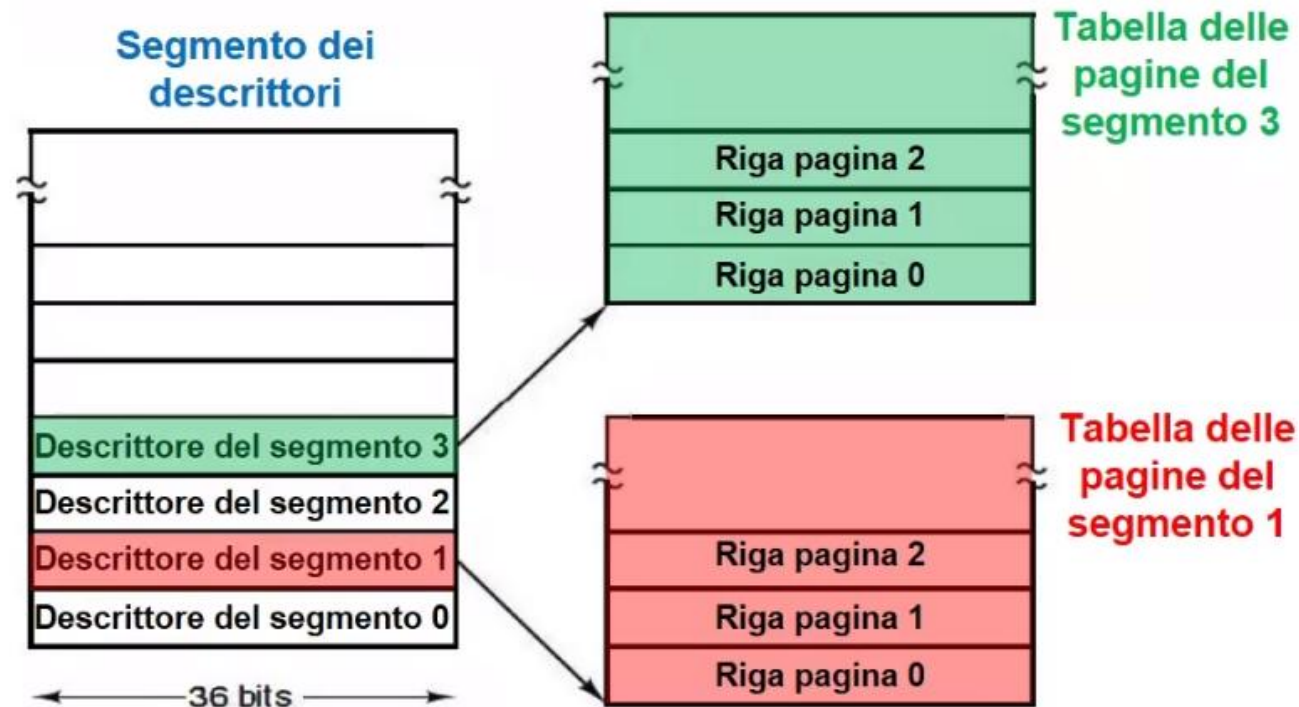 Segmento dei
descrittori
Descrittore del segmento 3
Descrittore del segmento 2
Descrittore del segmento 1
Descrittore del segmento 0
36 bits
Riga pagina 2
Riga pagina 1
Riga pagina 0
Tabella delle
pagine del
segmento 3
Riga pagina 2
Riga pagina 1
Riga pagina 0
Tabella delle
pagine del
segmento 1